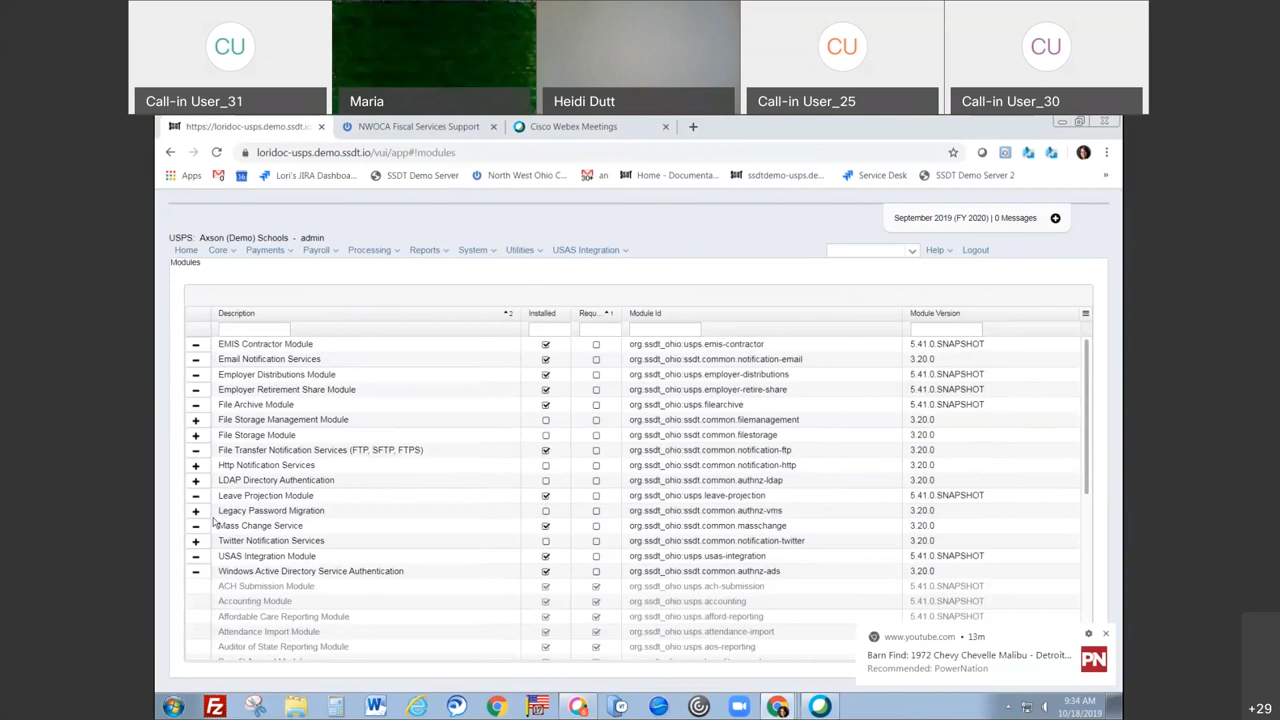 CU
CU
CU
Call-in User_31
Maria
Heidi Dutt
Call-in User_25
Call-in User_30
https://loridoc-usps.demo.ssdt.io
NWOCA Fiscal Services Support
Cisco Webex Meetings
loridoc-usps.demo.ssdt.io/vui/app#!modules
Apps
Lori's JIRA Dashboa...
SSDT Demo Server
North West Ohio C...
30+ an
Home - Documenta...
ssdtdemo-usps.de...
Service Desk
SSDT Demo Server 2
»
September 2019 (FY 2020) | 0 Messages
USPS: Axson (Demo) Schools - admin
Home Core Payments Payroll Processing Reports System Utilities USAS Integration Help Logout
Modules
Description 2 Installed Requ... 1 Module Id Module Version
EMIS Contractor Module org.ssdt_ohio:usps.emis-contractor 5.41.0.SNAPSHOT
Email Notification Services org.ssdt_ohio:ssdt.common.notification-email 3.20.0
Employer Distributions Module org.ssdt_ohio:usps.employer-distributions 5.41.0.SNAPSHOT
Employer Retirement Share Module org.ssdt_ohio:usps.employer-retire-share 5.41.0.SNAPSHOT
File Archive Module org.ssdt_ohio:usps.filearchive 5.41.0.SNAPSHOT
File Storage Management Module org.ssdt_ohio:ssdt.common.filemanagement 3.20.0
File Storage Module org.ssdt_ohio:ssdt.common.filestorage 3.20.0
File Transfer Notification Services (FTP, SFTP, FTPS) org.ssdt_ohio:ssdt.common.notification-ftp 3.20.0
Http Notification Services org.ssdt_ohio:ssdt.common.notification-http 3.20.0
LDAP Directory Authentication org.ssdt_ohio:ssdt.common.authnz-ldap 3.20.0
Leave Projection Module org.ssdt_ohio:usps.leave-projection 5.41.0.SNAPSHOT
Legacy Password Migration org.ssdt_ohio:ssdt.common.authnz-vms 3.20.0
Mass Change Service org.ssdt_ohio:ssdt.common.masschange 3.20.0
Twitter Notification Services org.ssdt_ohio:ssdt.common.notification-twitter 3.20.0
USAS Integration Module org.ssdt_ohio:usps.usas-integration 5.41.0.SNAPSHOT
Windows Active Directory Service Authentication org.ssdt_ohio:ssdt.common.authnz-ads 3.20.0
ACH Submission Module org.ssdt_ohio:usps.ach-submission 5.41.0.SNAPSHOT
Accounting Module org.ssdt_ohio:usps.accounting 5.41.0.SNAPSHOT
Affordable Care Reporting Module org.ssdt_ohio:usps.afford-reporting 5.41.0.SNAPSHOT
Attendance Import Module org.ssdt_ohio:usps.attendance-import
Auditor of State Reporting Module org.ssdt_ohio:usps.aos-reporting
www.youtube.com • 13m
Barn Find: 1972 Chevy Chevelle Malibu - Detroit...
Recommended: PowerNation
PN
9:34 AM
10/18/2019
+29